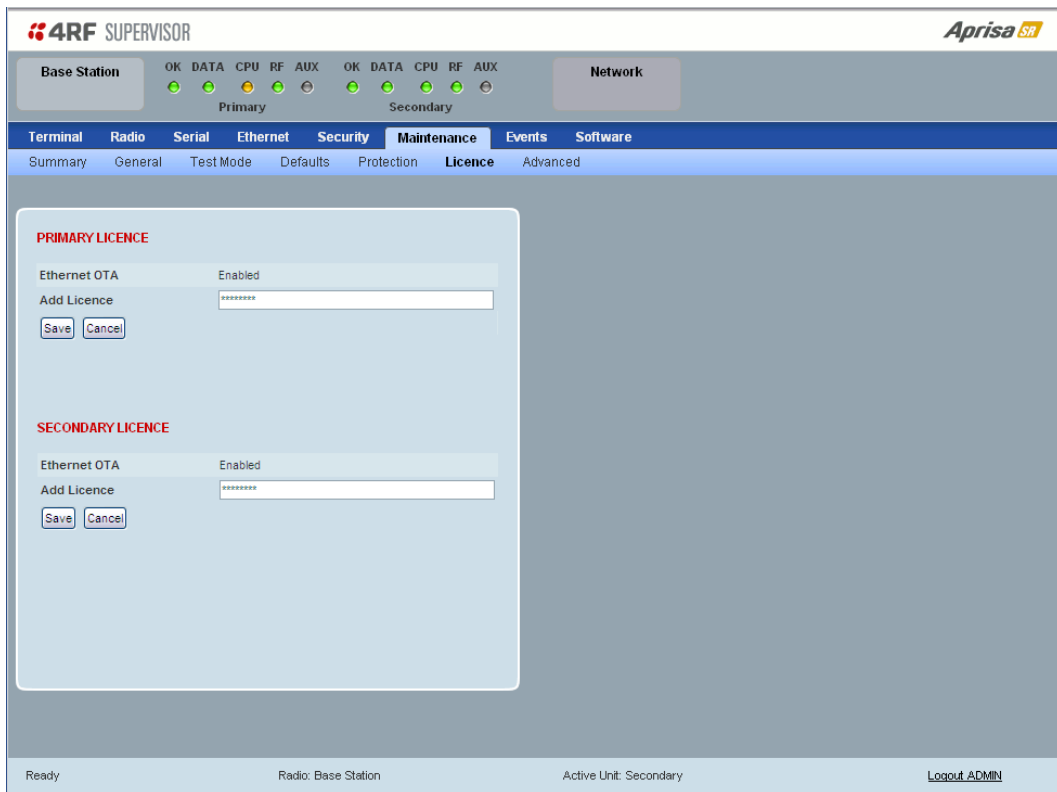 4RF SUPERVISOR
Aprisa SR
Base Station
OK DATA CPU RF AUX
Primary
OK DATA CPU RF AUX
Secondary
Network
Terminal Radio Serial Ethernet Security Maintenance Events Software
Summary General Test Mode Defaults Protection Licence Advanced
PRIMARY LICENCE
Ethernet OTA Enabled
Add Licence ********
Save Cancel
SECONDARY LICENCE
Ethernet OTA Enabled
Add Licence ********
Save Cancel
Ready Radio: Base Station Active Unit: Secondary Logout ADMIN